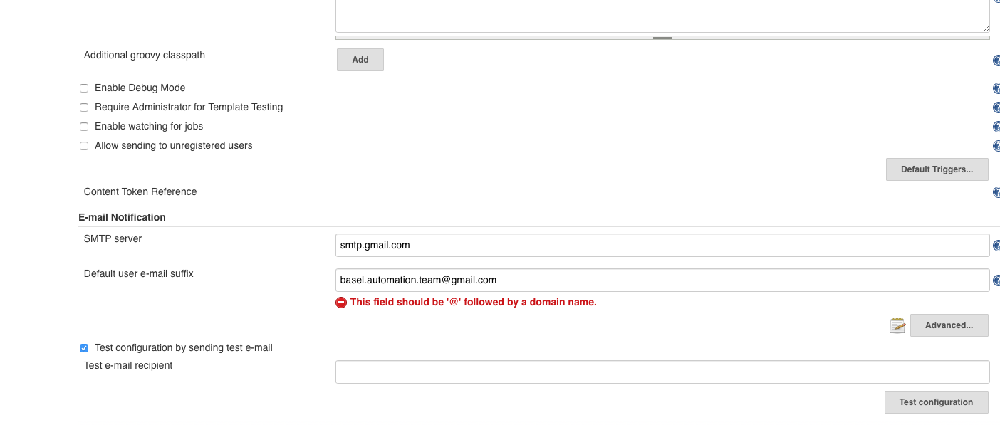 Additional groovy classpath
Add
Enable Debug Mode
Require Administrator for Template Testing
Enable watching for jobs
Allow sending to unregistered users
Default Triggers...
Content Token Reference
E-mail Notification
SMTP server
smtp.gmail.com
Default user e-mail suffix
basel.automation.team@gmail.com
This field should be '@' followed by a domain name.
Advanced...
Test configuration by sending test e-mail
Test e-mail recipient
Test configuration